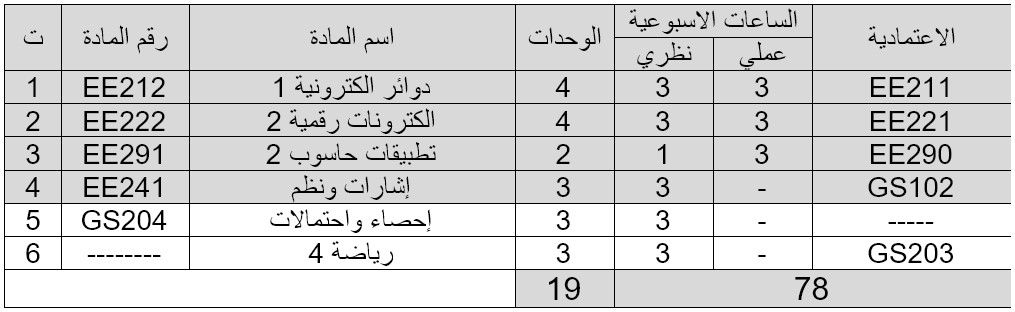 ت رقم المادة اسم المادة الوحدات الساعات الاسبوعية الاعتمادية
نظري عملي
1 EE212 دوائر الكترونية 1 4 3 3 EE211
2 EE222 الكترونات رقمية 2 4 3 3 EE221
3 EE291 تطبيقات حاسوب 2 2 1 3 EE290
4 EE241 إشارات ونظم 3 3 - GS102
5 GS204 إحصاء واحتمالات 3 3 - -----
6 -------- رياضة 4 3 3 - GS203
19 78